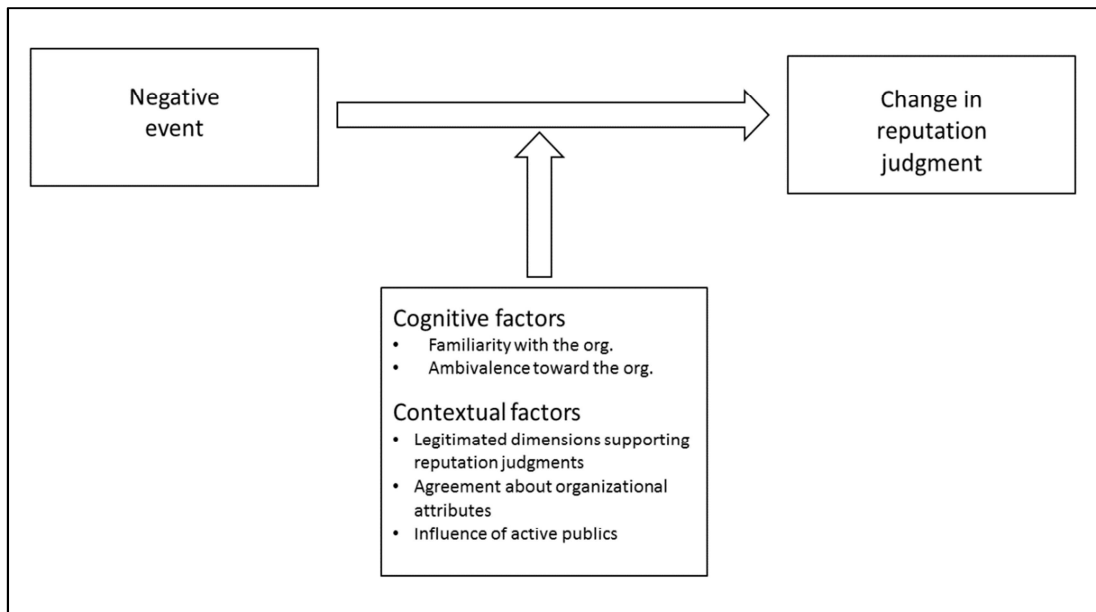 Negative
event
Change in
reputation
judgment
Cognitive factors
• Familiarity with the org.
• Ambivalence toward the org.
Contextual factors
• Legitimated dimensions supporting
reputation judgments
• Agreement about organizational
attributes
• Influence of active publics